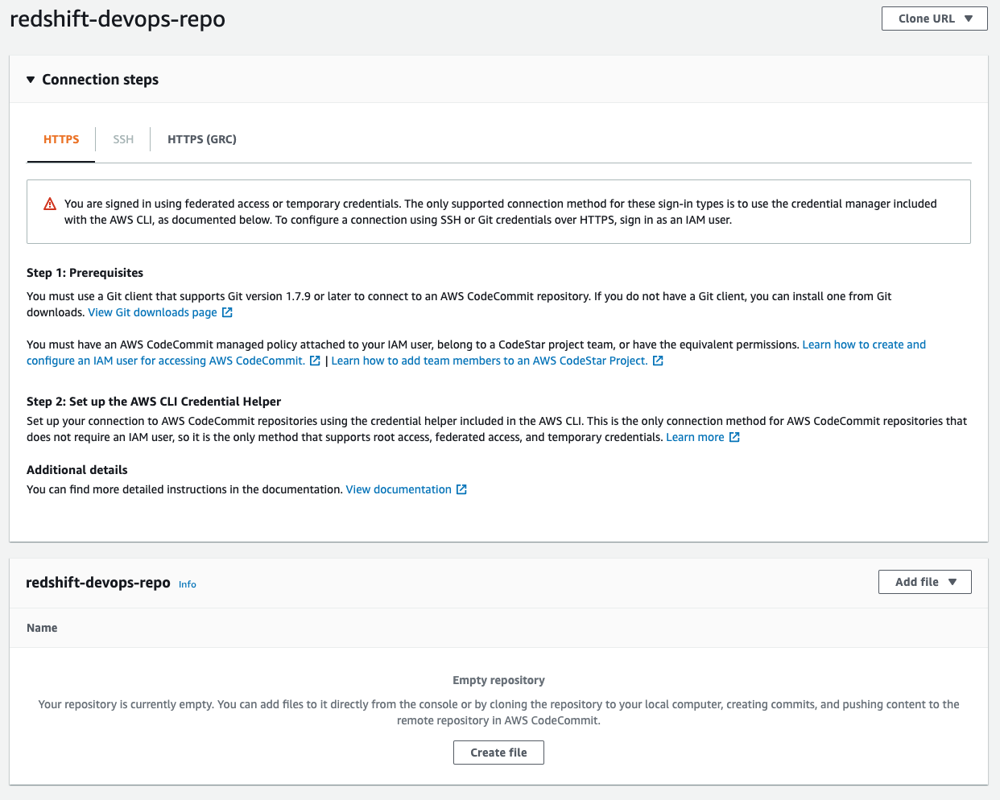 redshift-devops-repo
Clone URL
Connection steps
HTTPS
SSH
HTTPS (GRC)
You are signed in using federated access or temporary credentials. The only supported connection method for these sign-in types is to use the credential manager included
with the AWS CLI, as documented below. To configure a connection using SSH or Git credentials over HTTPS, sign in as an IAM user.
Step 1: Prerequisites
You must use a Git client that supports Git version 1.7.9 or later to connect to an AWS CodeCommit repository. If you do not have a Git client, you can install one from Git
downloads. View Git downloads page
You must have an AWS CodeCommit managed policy attached to your IAM user, belong to a CodeStar project team, or have the equivalent permissions. Learn how to create and
configure an IAM user for accessing AWS CodeCommit. | Learn how to add team members to an AWS CodeStar Project.
Step 2: Set up the AWS CLI Credential Helper
Set up your connection to AWS CodeCommit repositories using the credential helper included in the AWS CLI. This is the only connection method for AWS CodeCommit repositories that
does not require an IAM user, so it is the only method that supports root access, federated access, and temporary credentials. Learn more
Additional details
You can find more detailed instructions in the documentation. View documentation
redshift-devops-repo Info
Add file
Name
Empty repository
Your repository is currently empty. You can add files to it directly from the console or by cloning the repository to your local computer, creating commits, and pushing content to the
remote repository in AWS CodeCommit.
Create file